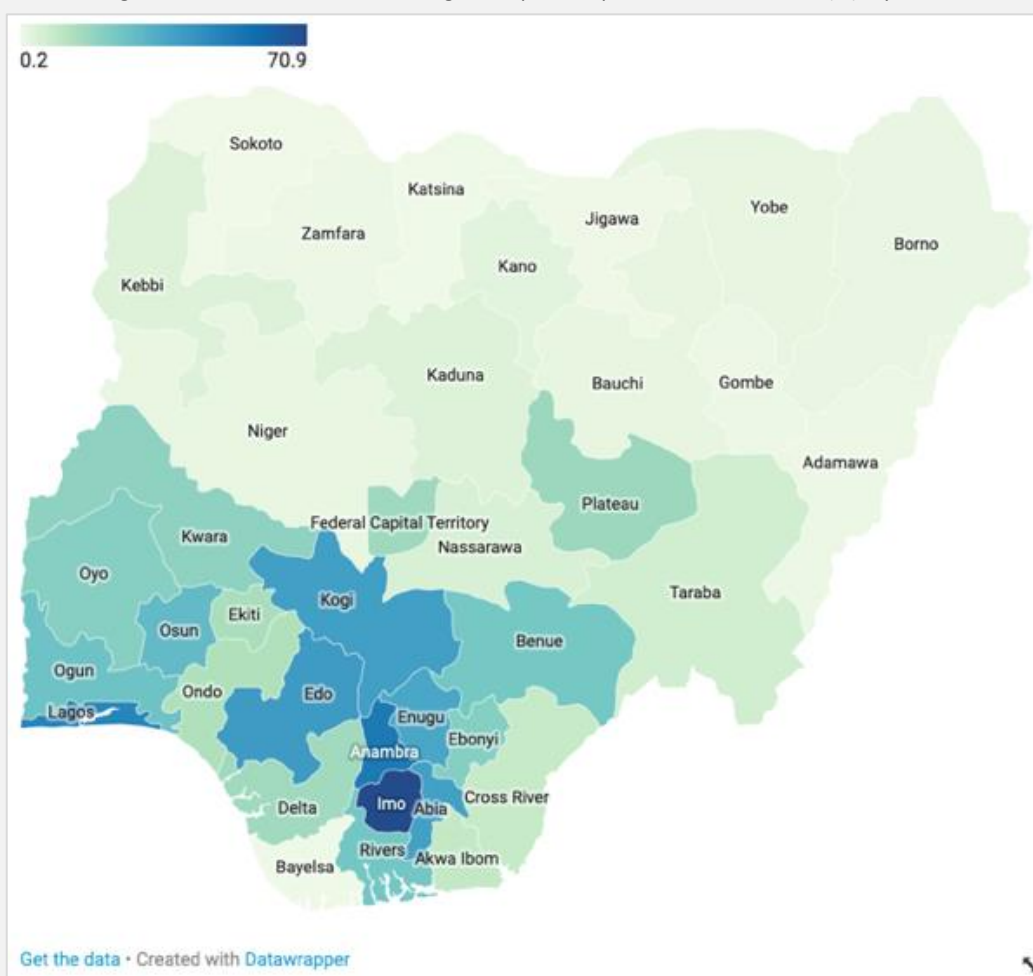 0.2 70.9
Sokoto
Katsina
Jigawa
Yobe
Zamfara
Borno
Kano
Kebbi
Kaduna
Bauchi
Gombe
Niger
Adamawa
Plateau
Federal Capital Territory
Kwara
Nassarawa
Oyo
Taraba
Kogi
Ekiti
Osun
Benue
Ogun
Ondo
Edo
Lagos
Enugu
Ebonyi
Anambra
Cross River
Imo
Abia
Delta
Rivers
Akwa Ibom
Bayelsa
Get the data • Created with Datawrapper